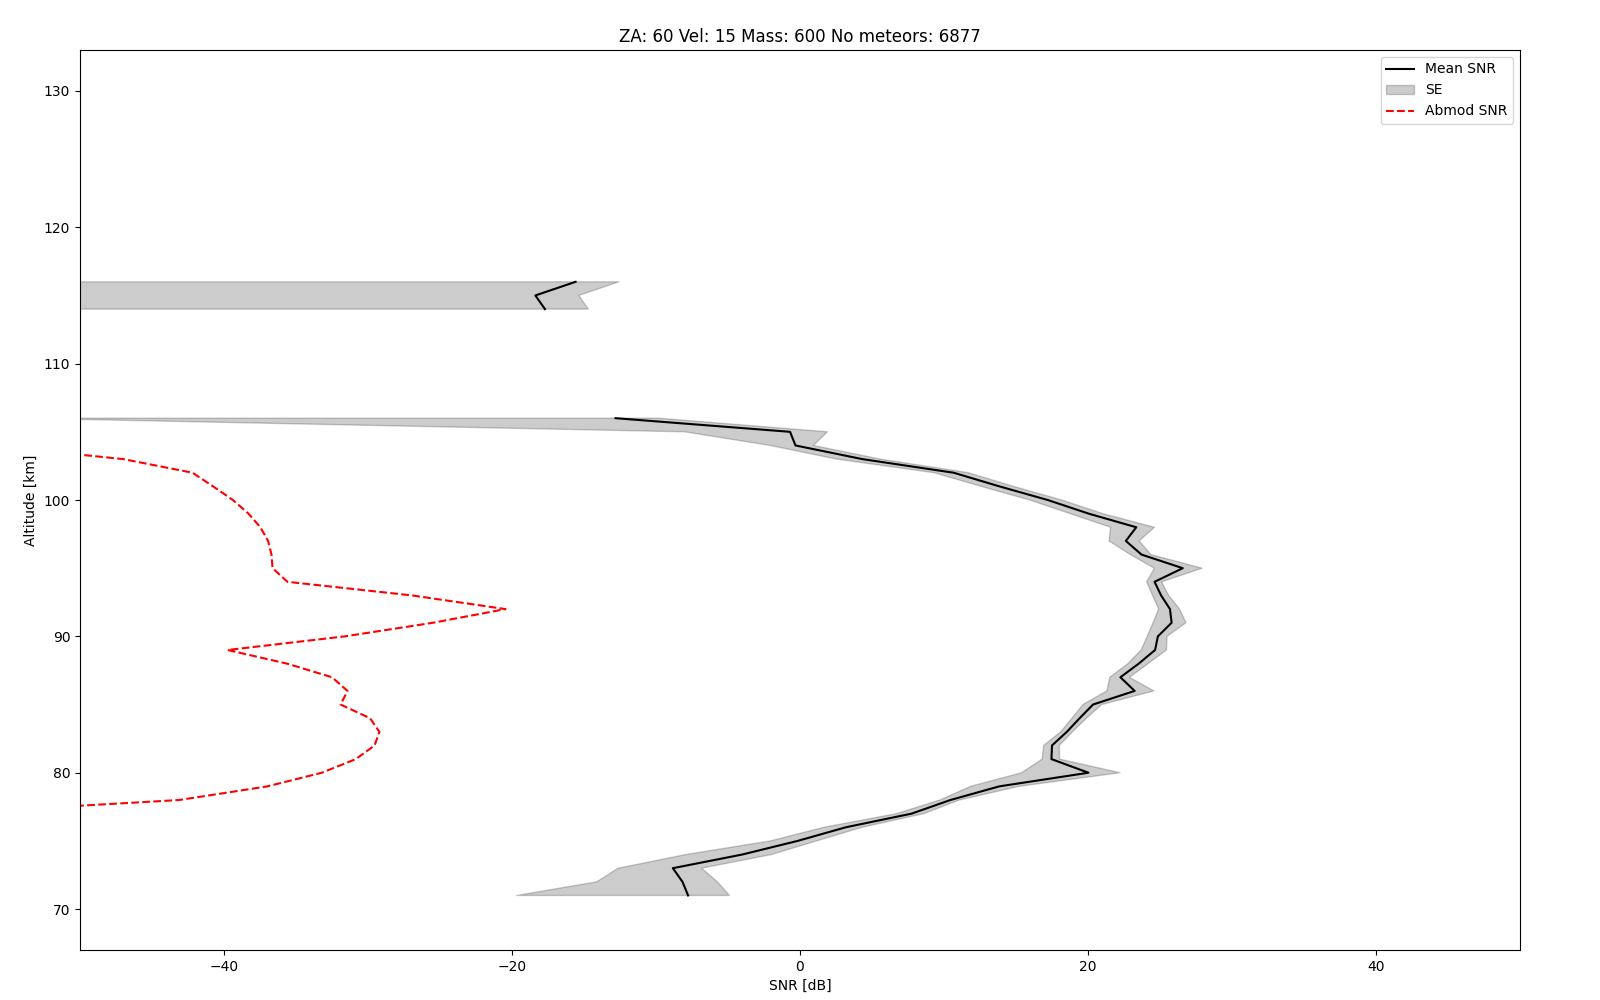 ZA: 60 Vel: 15 Mass: 600 No meteors: 6877
Mean SNR
SE
Abmod SNR
130
120
110
100
90
80
70
Altitude [km]
−40
−20
0
20
40
SNR [dB]